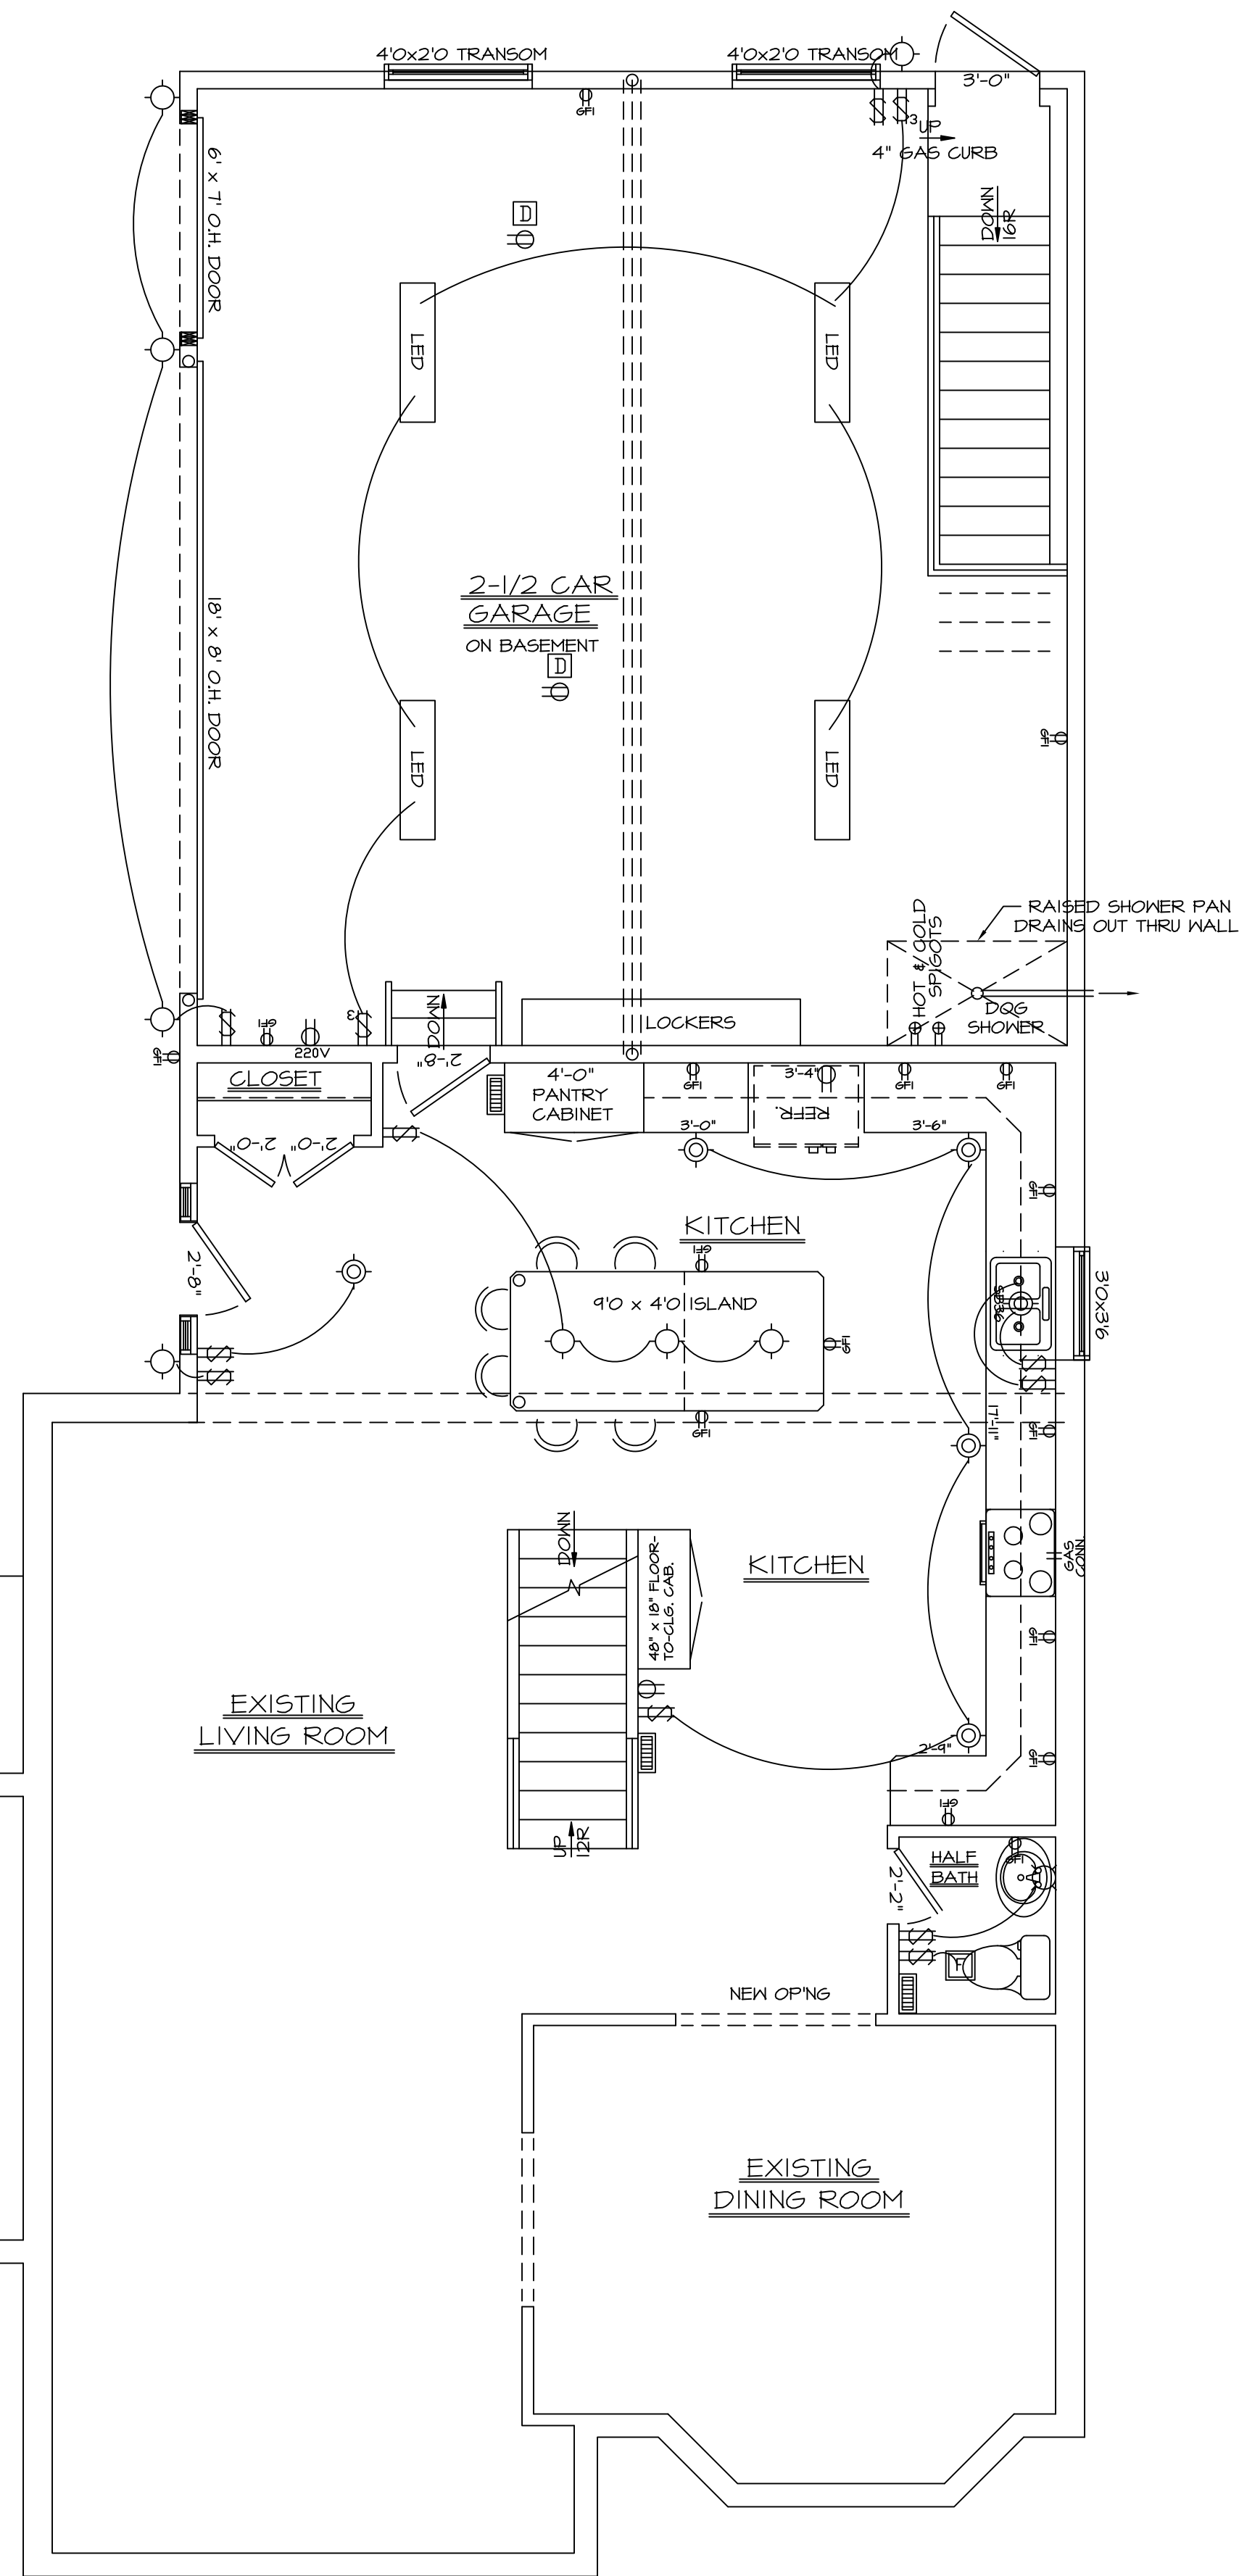 4'0x2'0 TRANSOM
4'0x2'0 TRANSOM
3'-0"
GFI
3
UP
4" GAS CURB
6' x 7' O.H. DOOR
DOWN
16R
D
LED
LED
2-1/2 CAR
GARAGE
ON BASEMENT
D
18' x 8' O.H. DOOR
GFI
LED
LED
RAISED SHOWER PAN
DRAINS OUT THRU WALL
HOT & COLD
SPIGOTS
DOG
SHOWER
LOCKERS
DOWN
3
GFI
220V
GFI
2'-8"
CLOSET
4'-0"
PANTRY
CABINET
GFI
3'-4"
REFR.
GFI
GFI
3'-0"
3'-6"
2'-0"
2'-0"
GFI
KITCHEN
GFI
2'-8"
9'0 x 4'0 ISLAND
SB36
3'0x3'6
GFI
GFI
17'-11"
GFI
DOWN
48" x 18" FLOOR-
TO-CLG. CAB.
KITCHEN
GAS
CONN.
GFI
EXISTING
LIVING ROOM
2'-9"
GFI
GFI
UP
12R
HALF
BATH
GFI
2'-2"
F
NEW OP'NG
EXISTING
DINING ROOM